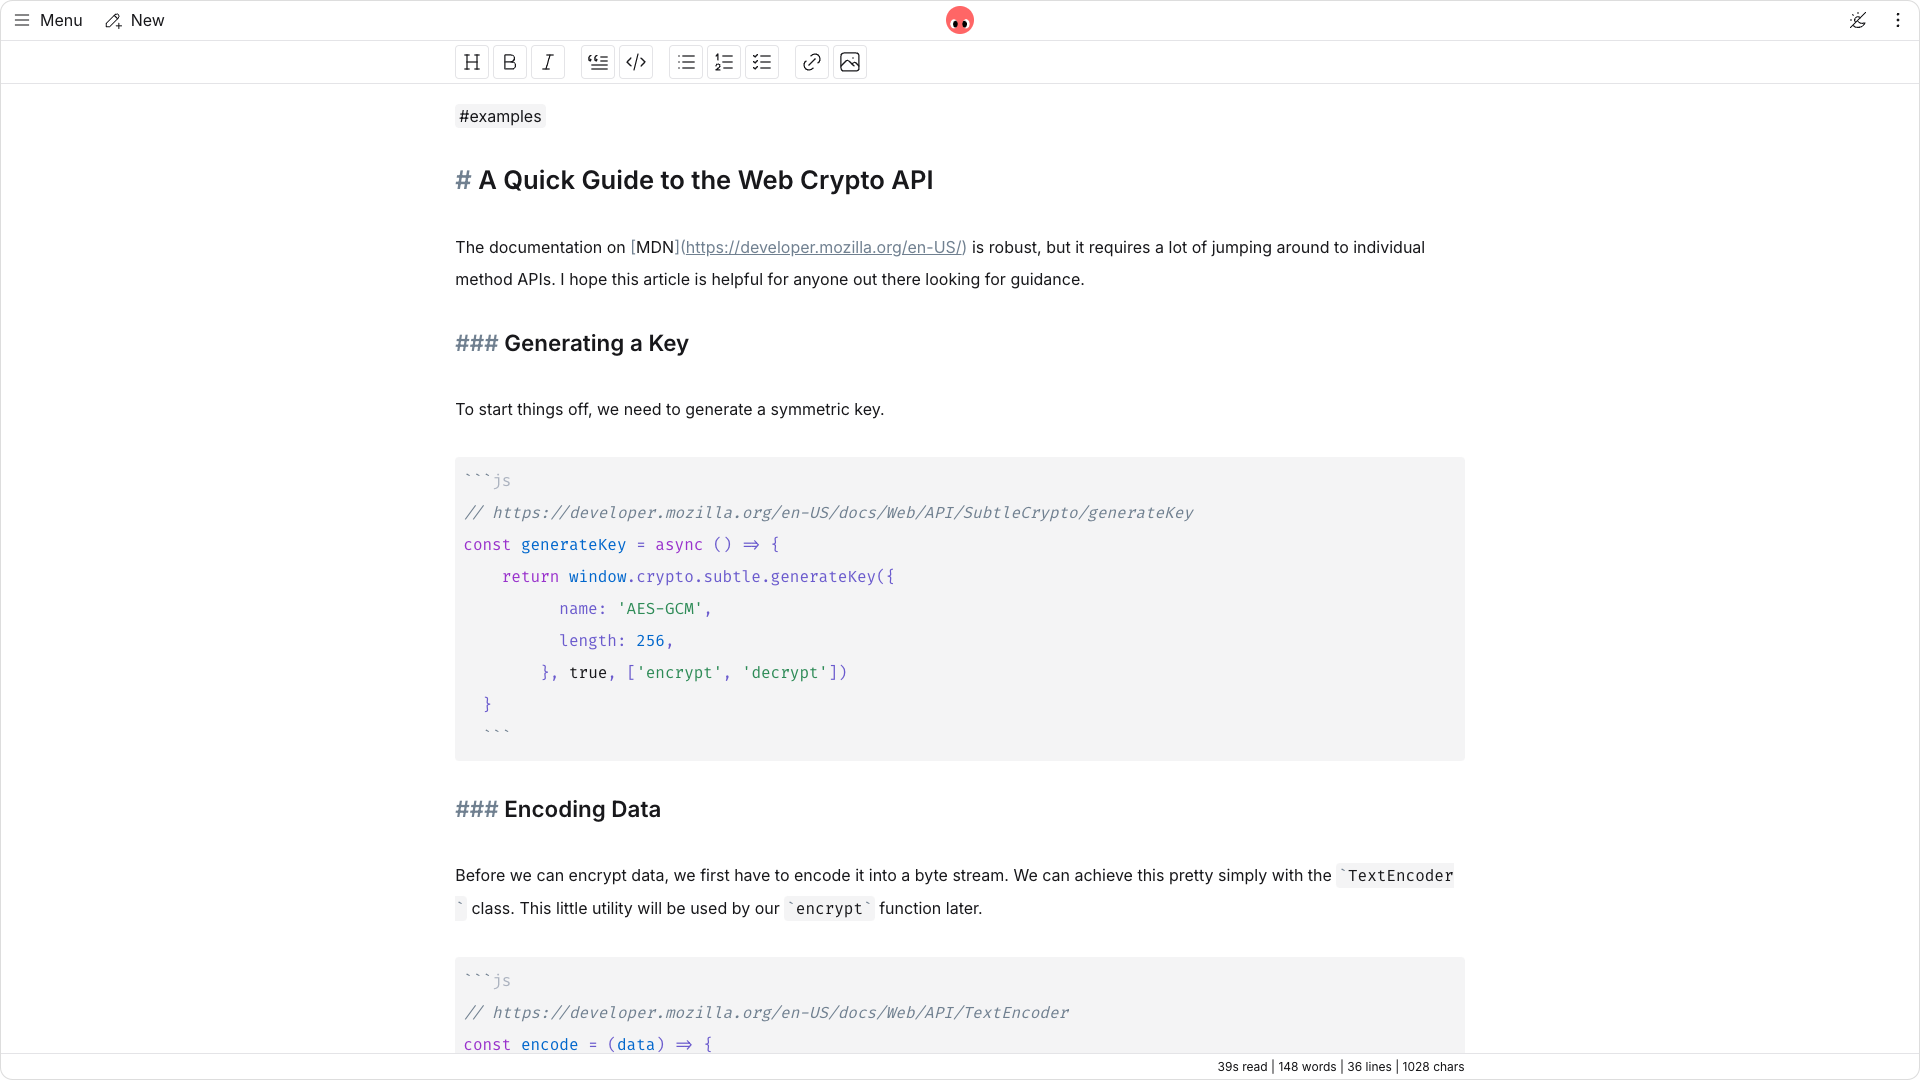 Menu New
H B I
#examples
# A Quick Guide to the Web Crypto API
The documentation on [MDN](https://developer.mozilla.org/en-US/) is robust, but it requires a lot of jumping around to individual
method APIs. I hope this article is helpful for anyone out there looking for guidance.
### Generating a Key
To start things off, we need to generate a symmetric key.
```js
// https://developer.mozilla.org/en-US/docs/Web/API/SubtleCrypto/generateKey
const generateKey = async () => {
    return window.crypto.subtle.generateKey({
          name: 'AES-GCM',
          length: 256,
        }, true, ['encrypt', 'decrypt'])
  }
  ```
### Encoding Data
Before we can encrypt data, we first have to encode it into a byte stream. We can achieve this pretty simply with the `TextEncoder
` class. This little utility will be used by our `encrypt` function later.
```js
// https://developer.mozilla.org/en-US/docs/Web/API/TextEncoder
const encode = (data) => {
39s read | 148 words | 36 lines | 1028 chars